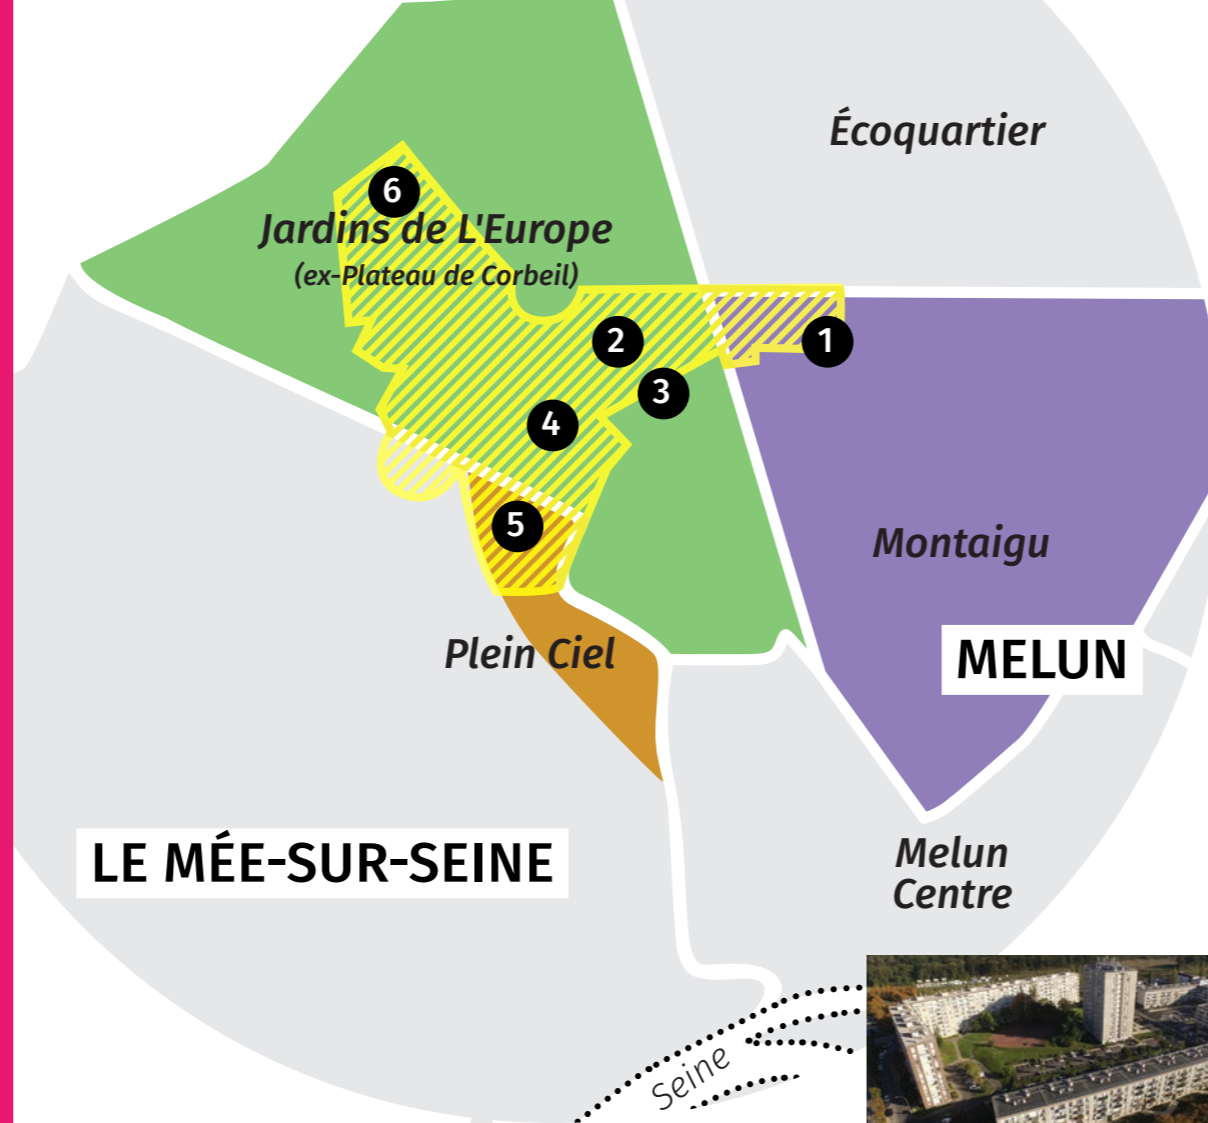 Écoquartier
6
Jardins de L'Europe
(ex-Plateau de Corbeil)
2
1
3
4
5
Montaigu
Plein Ciel
MELUN
LE MÉE-SUR-SEINE
Melun
Centre
Seine